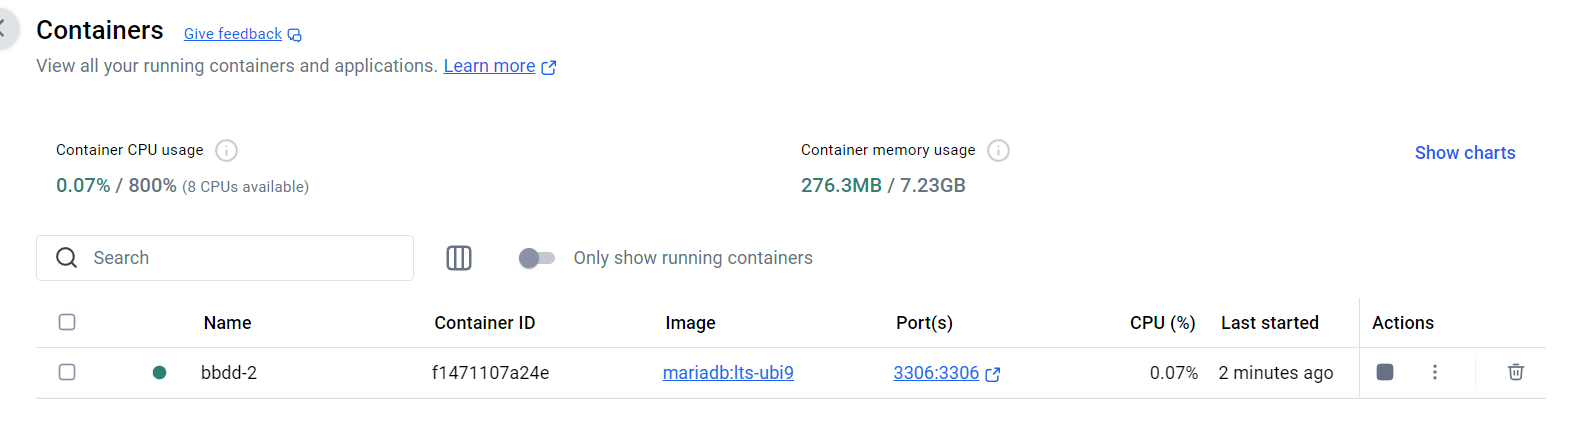 Containers Give feedback
View all your running containers and applications. Learn more
Container CPU usage
0.07% / 800% (8 CPUs available)
Container memory usage
276.3MB / 7.23GB
Show charts
Search
Only show running containers
Name Container ID Image Port(s) CPU (%) Last started Actions
bbdd-2 f1471107a24e mariadb:lts-ubi9 3306:3306 0.07% 2 minutes ago